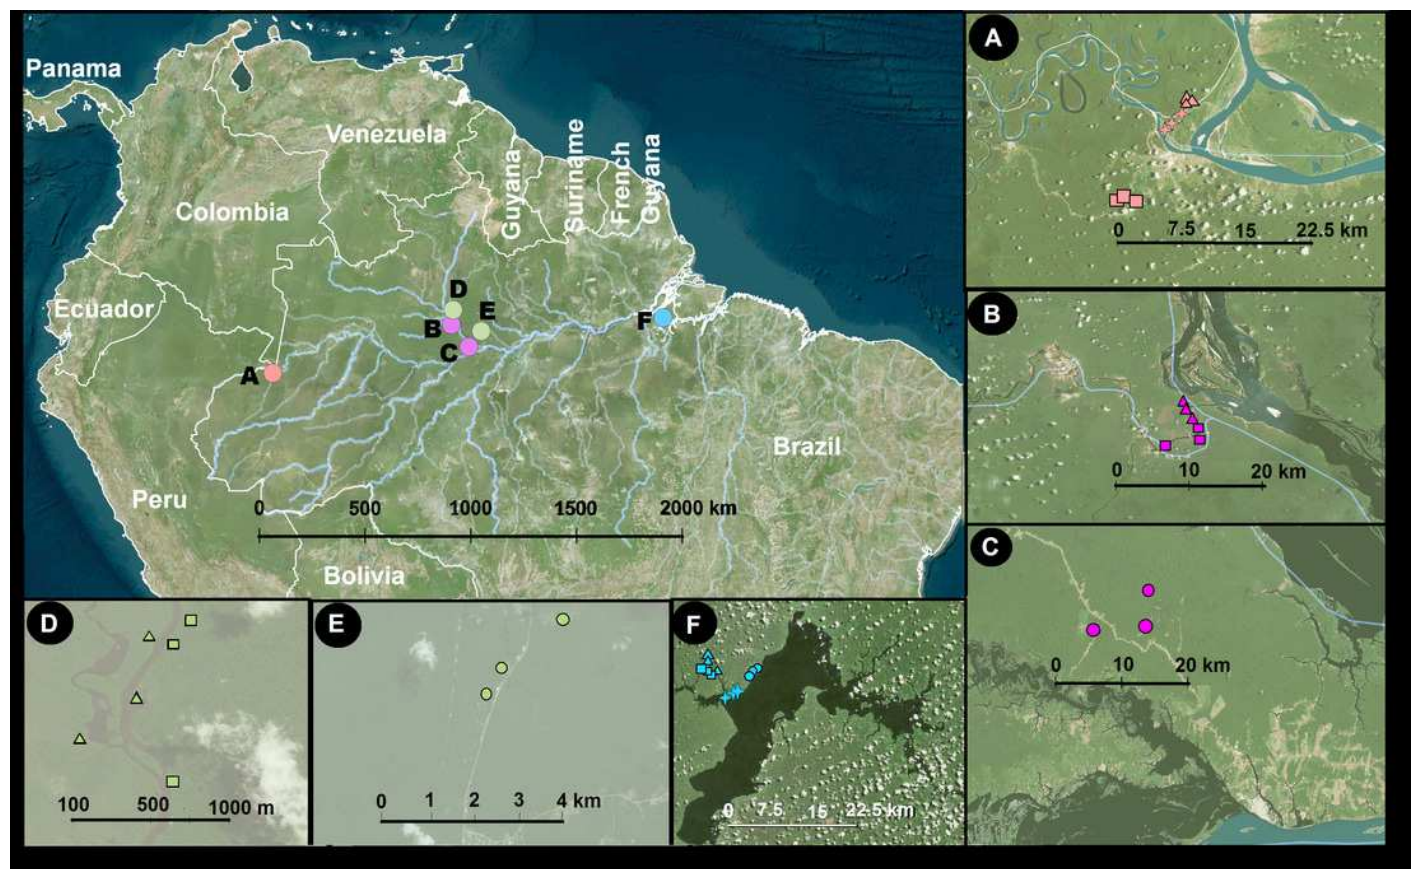 Panama
Venezuela
Colombia
Guyana
Suriname
French
Guyana
Ecuador
D
E
B
C
F
A
Brazil
Peru
0 500 1000 1500 2000 km
Bolivia
A
0 7.5 15 22.5 km
B
0 10 20 km
C
0 10 20 km
D
100 500 1000 m
E
0 1 2 3 4 km
F
0 7.5 15 22.5 km